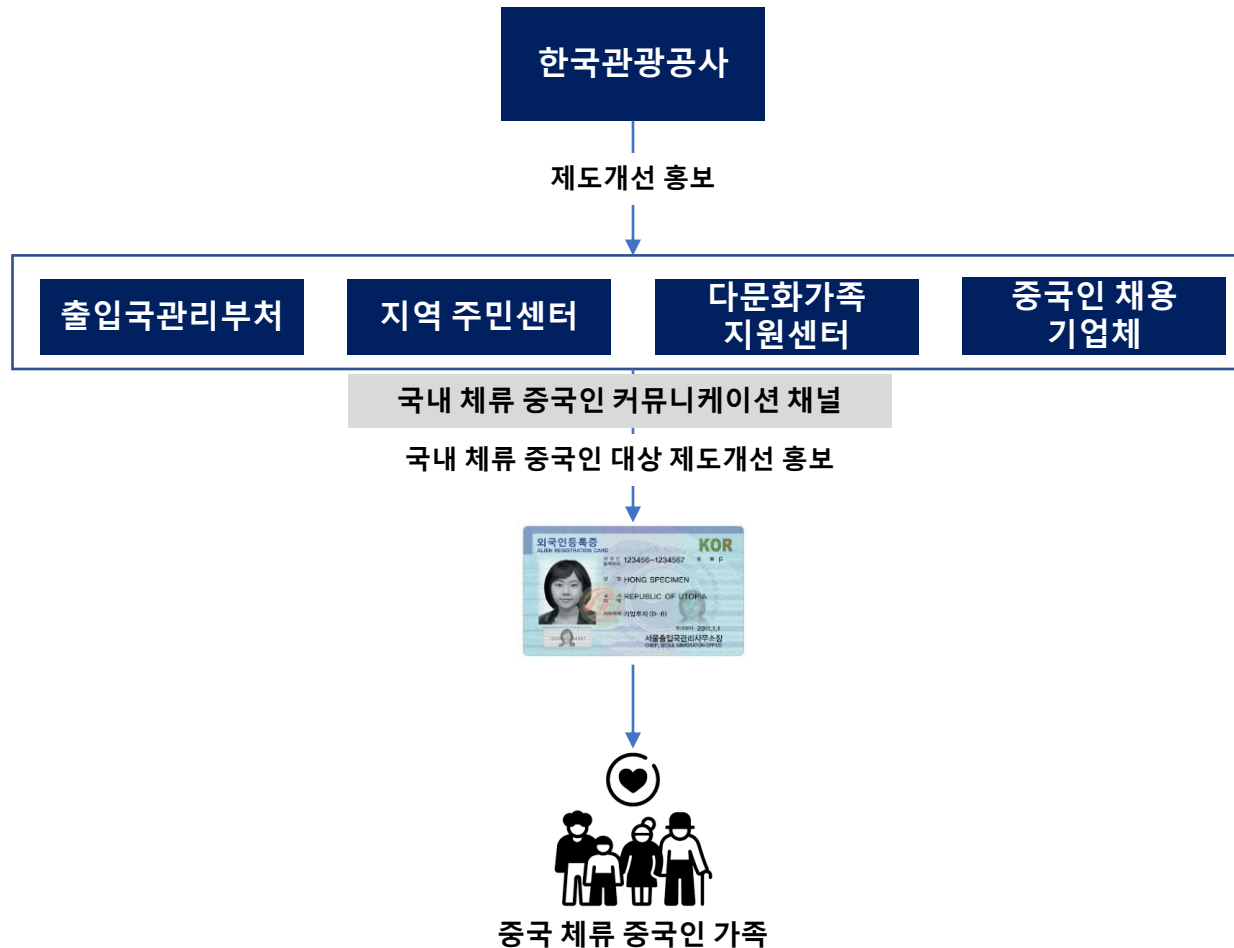 한국관광공사
제도개선 홍보
출입국관리부처
지역 주민센터
다문화가족
지원센터
중국인 채용
기업체
국내 체류 중국인 커뮤니케이션 채널
국내 체류 중국인 대상 제도개선 홍보
외국인등록증
KOR
ALIEN REGISTRATION CARD
123456-1234567
F
HONG SPECIMEN
REPUBLIC OF UTOPIA
기업투자 (D-8)
2011.1.1
서울출입국관리사무소장
CHIEF, SEOUL IMMIGRATION OFFICE
중국 체류 중국인 가족